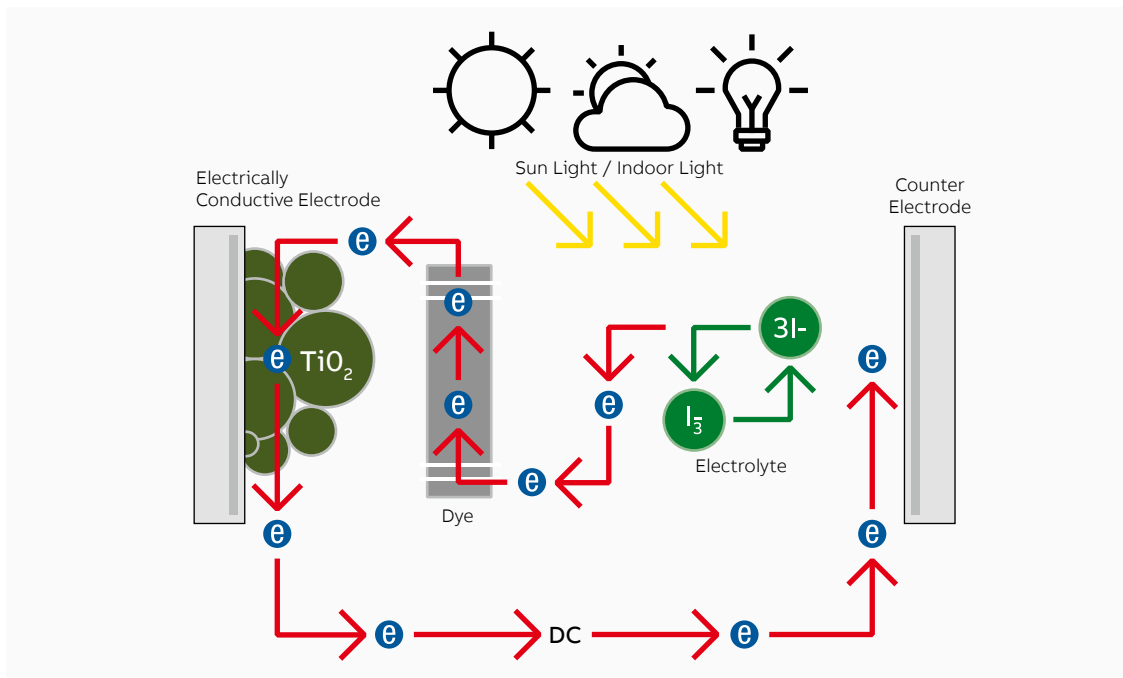 Sun Light / Indoor Light
Electrically
Conductive Electrode
Counter
Electrode
e
e
3I-
e
TiO₂
e
e
e
I₃-
Electrolyte
e
Dye
e
e
e
DC
e